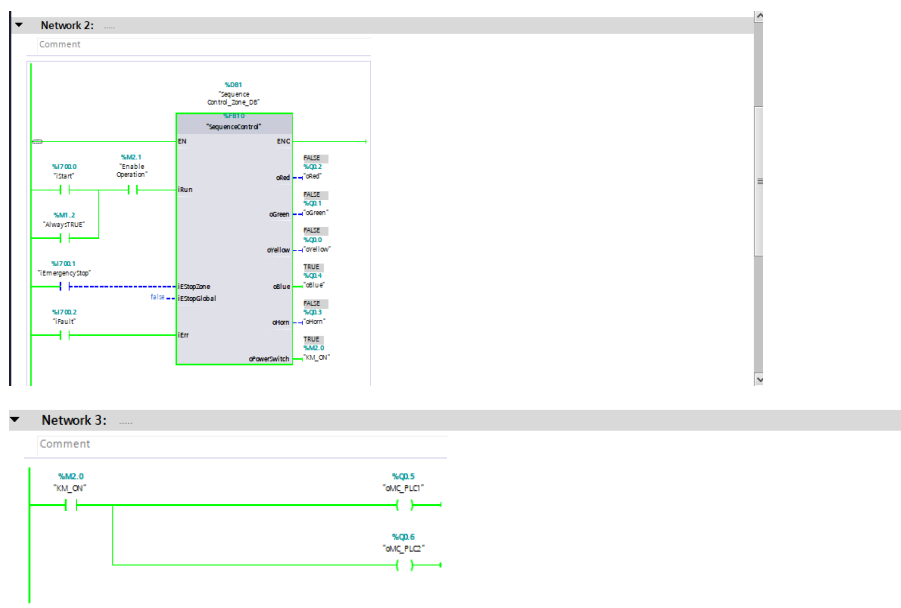 Network 2: .....
Comment
%DB1
"Sequence
Control_Zone_DB"
%FB10
"SequenceControl"
EN ENO
%I700.0
"iStart"
%M2.1
"Enable
Operation"
iRun
FALSE
%Q0.2
oRed "oRed"
%M1.2
"AlwaysTRUE"
FALSE
%Q0.1
oGreen "oGreen"
FALSE
%Q0.0
oYellow "oYellow"
%I700.1
"iEmergencyStop"
iEStopZone
TRUE
%Q0.4
oBlue "oBlue"
false iEStopGlobal
%I700.2
"iFault"
iErr
FALSE
%Q0.3
oHorn "oHorn"
TRUE
%M2.0
oPowerSwitch "KM_ON"
Network 3: .....
Comment
%M2.0
"KM_ON"
%Q0.5
"oMC_PLC1"
%Q0.6
"oMC_PLC2"